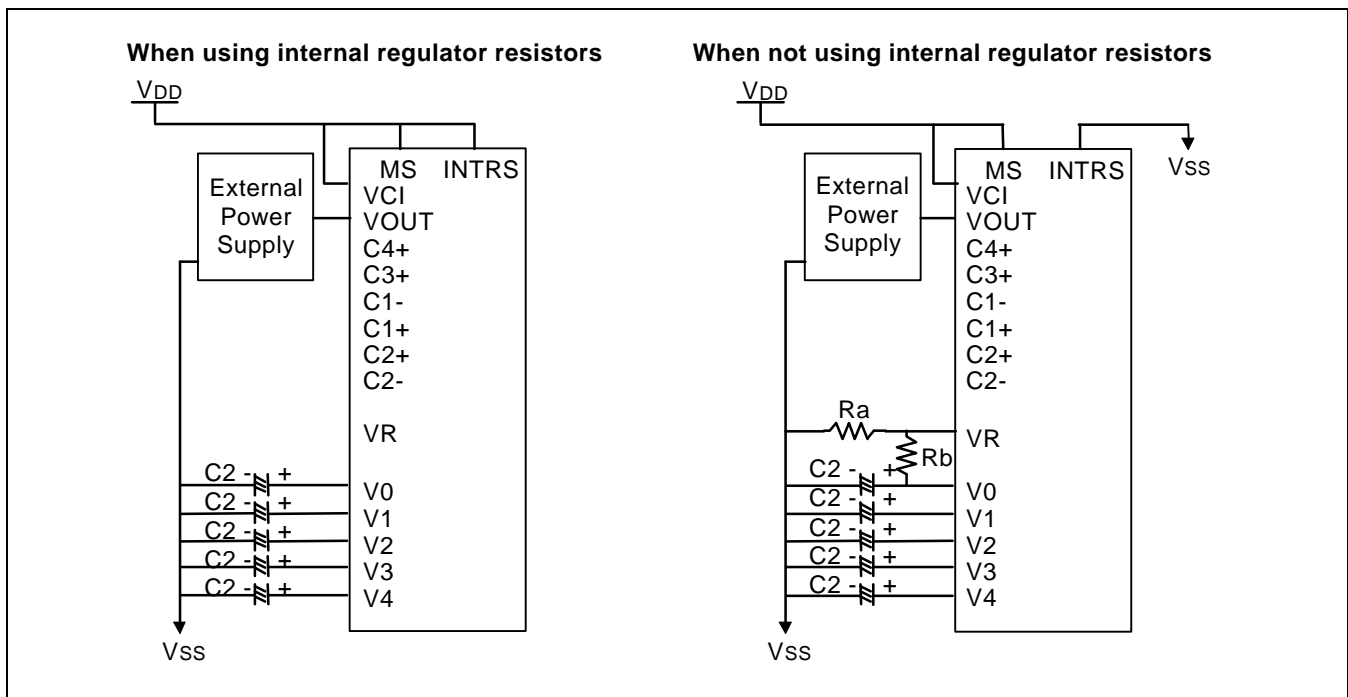 When using internal regulator resistors
VDD
MS INTRS
External
Power
Supply
VCI
VOUT
C4+
C3+
C1-
C1+
C2+
C2-
VR
C2 - +
V0
C2 - +
V1
C2 - +
V2
C2 - +
V3
C2 - +
V4
VSS
When not using internal regulator resistors
VDD
MS INTRS
VSS
External
Power
Supply
VCI
VOUT
C4+
C3+
C1-
C1+
C2+
C2-
Ra
VR
Rb
C2 - +
V0
C2 - +
V1
C2 - +
V2
C2 - +
V3
C2 - +
V4
VSS